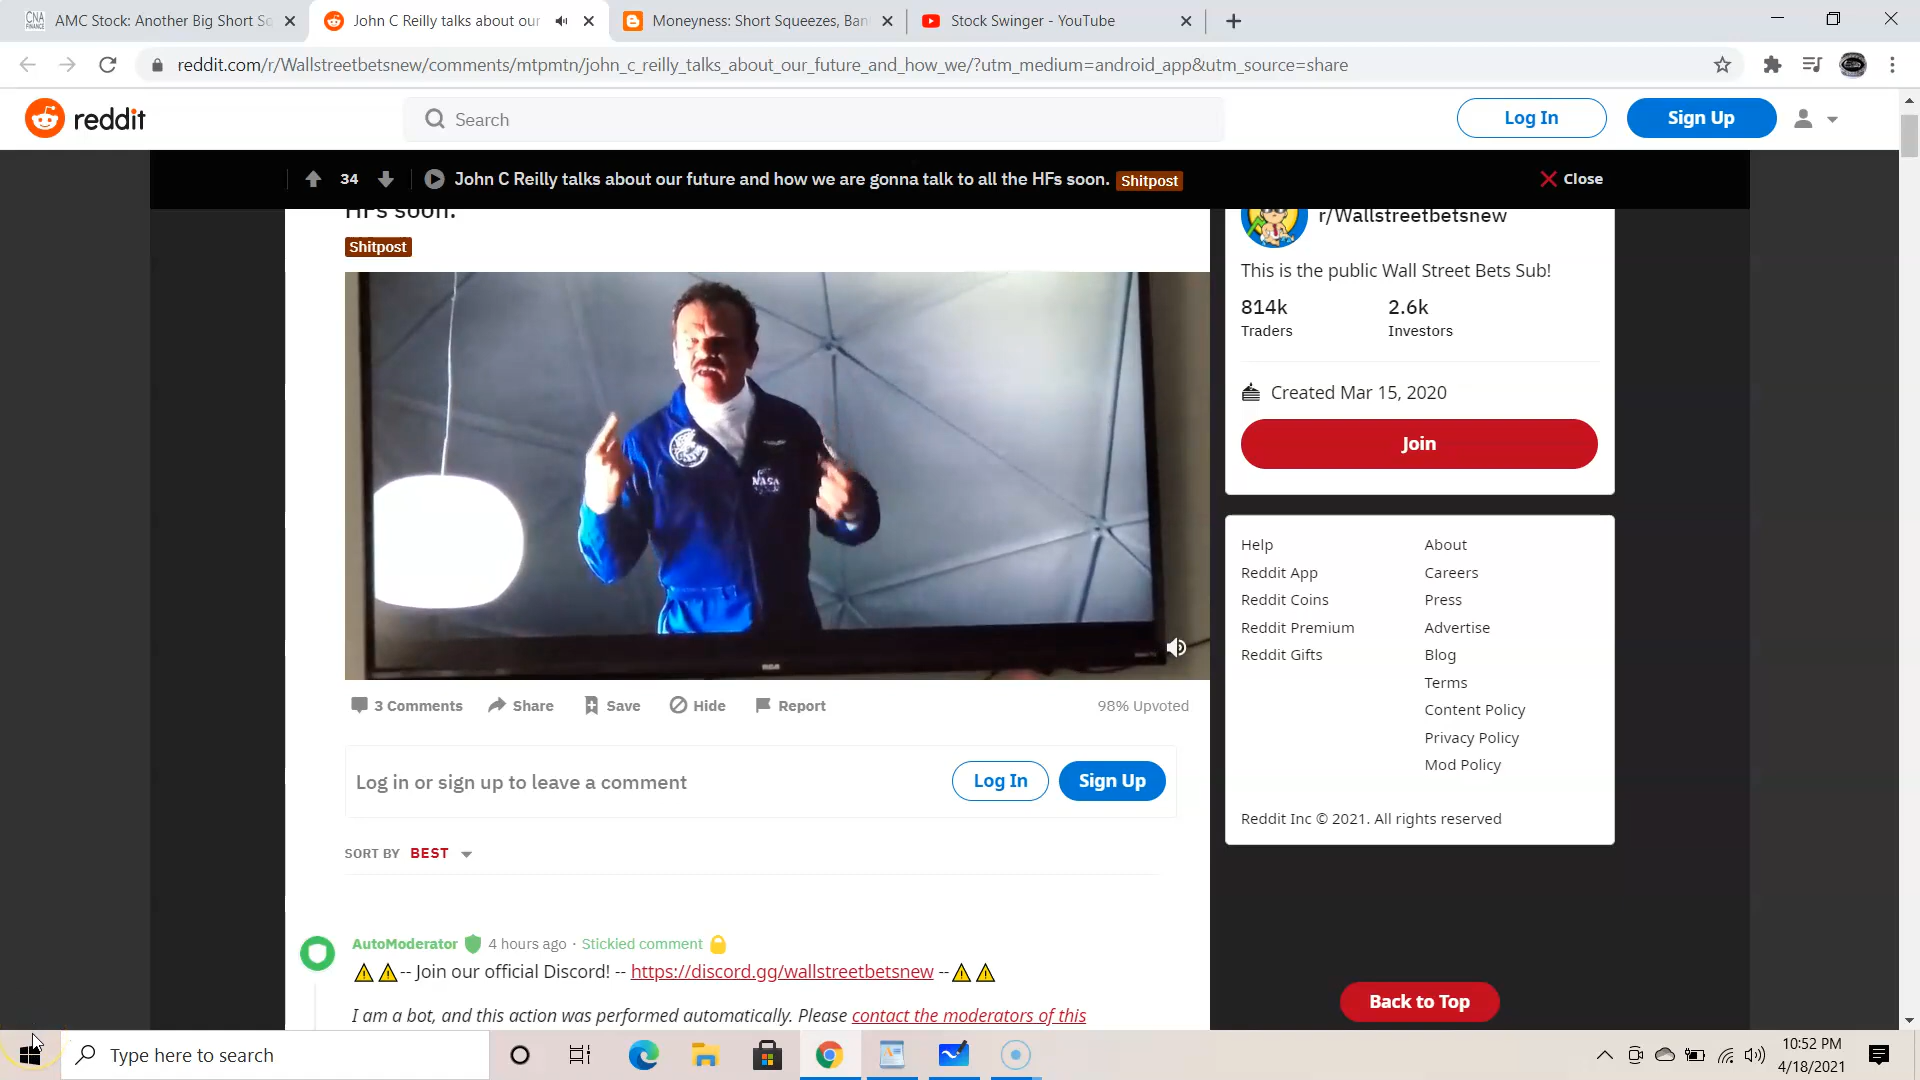 AMC Stock: Another Big Short Sq
John C Reilly talks about our
Moneyness: Short Squeezes, Ban
Stock Swinger - YouTube
reddit.com/r/Wallstreetbetsnew/comments/mtpmtn/john_c_reilly_talks_about_our_future_and_how_we/?utm_medium=android_app&utm_source=share
reddit
Search
Log In
Sign Up
34
John C Reilly talks about our future and how we are gonna talk to all the HFs soon. Shitpost
Close
HFs soon.
Shitpost
NASA
RCA
3 Comments
Share
Save
Hide
Report
98% Upvoted
Log in or sign up to leave a comment
Log In
Sign Up
SORT BY BEST
AutoModerator 4 hours ago · Stickied comment
⚠⚠-- Join our official Discord! -- https://discord.gg/wallstreetbetsnew --⚠⚠
I am a bot, and this action was performed automatically. Please contact the moderators of this
r/Wallstreetbetsnew
This is the public Wall Street Bets Sub!
814k
Traders
2.6k
Investors
Created Mar 15, 2020
Join
Help
Reddit App
Reddit Coins
Reddit Premium
Reddit Gifts
About
Careers
Press
Advertise
Blog
Terms
Content Policy
Privacy Policy
Mod Policy
Reddit Inc © 2021. All rights reserved
Back to Top
Type here to search
10:52 PM
4/18/2021